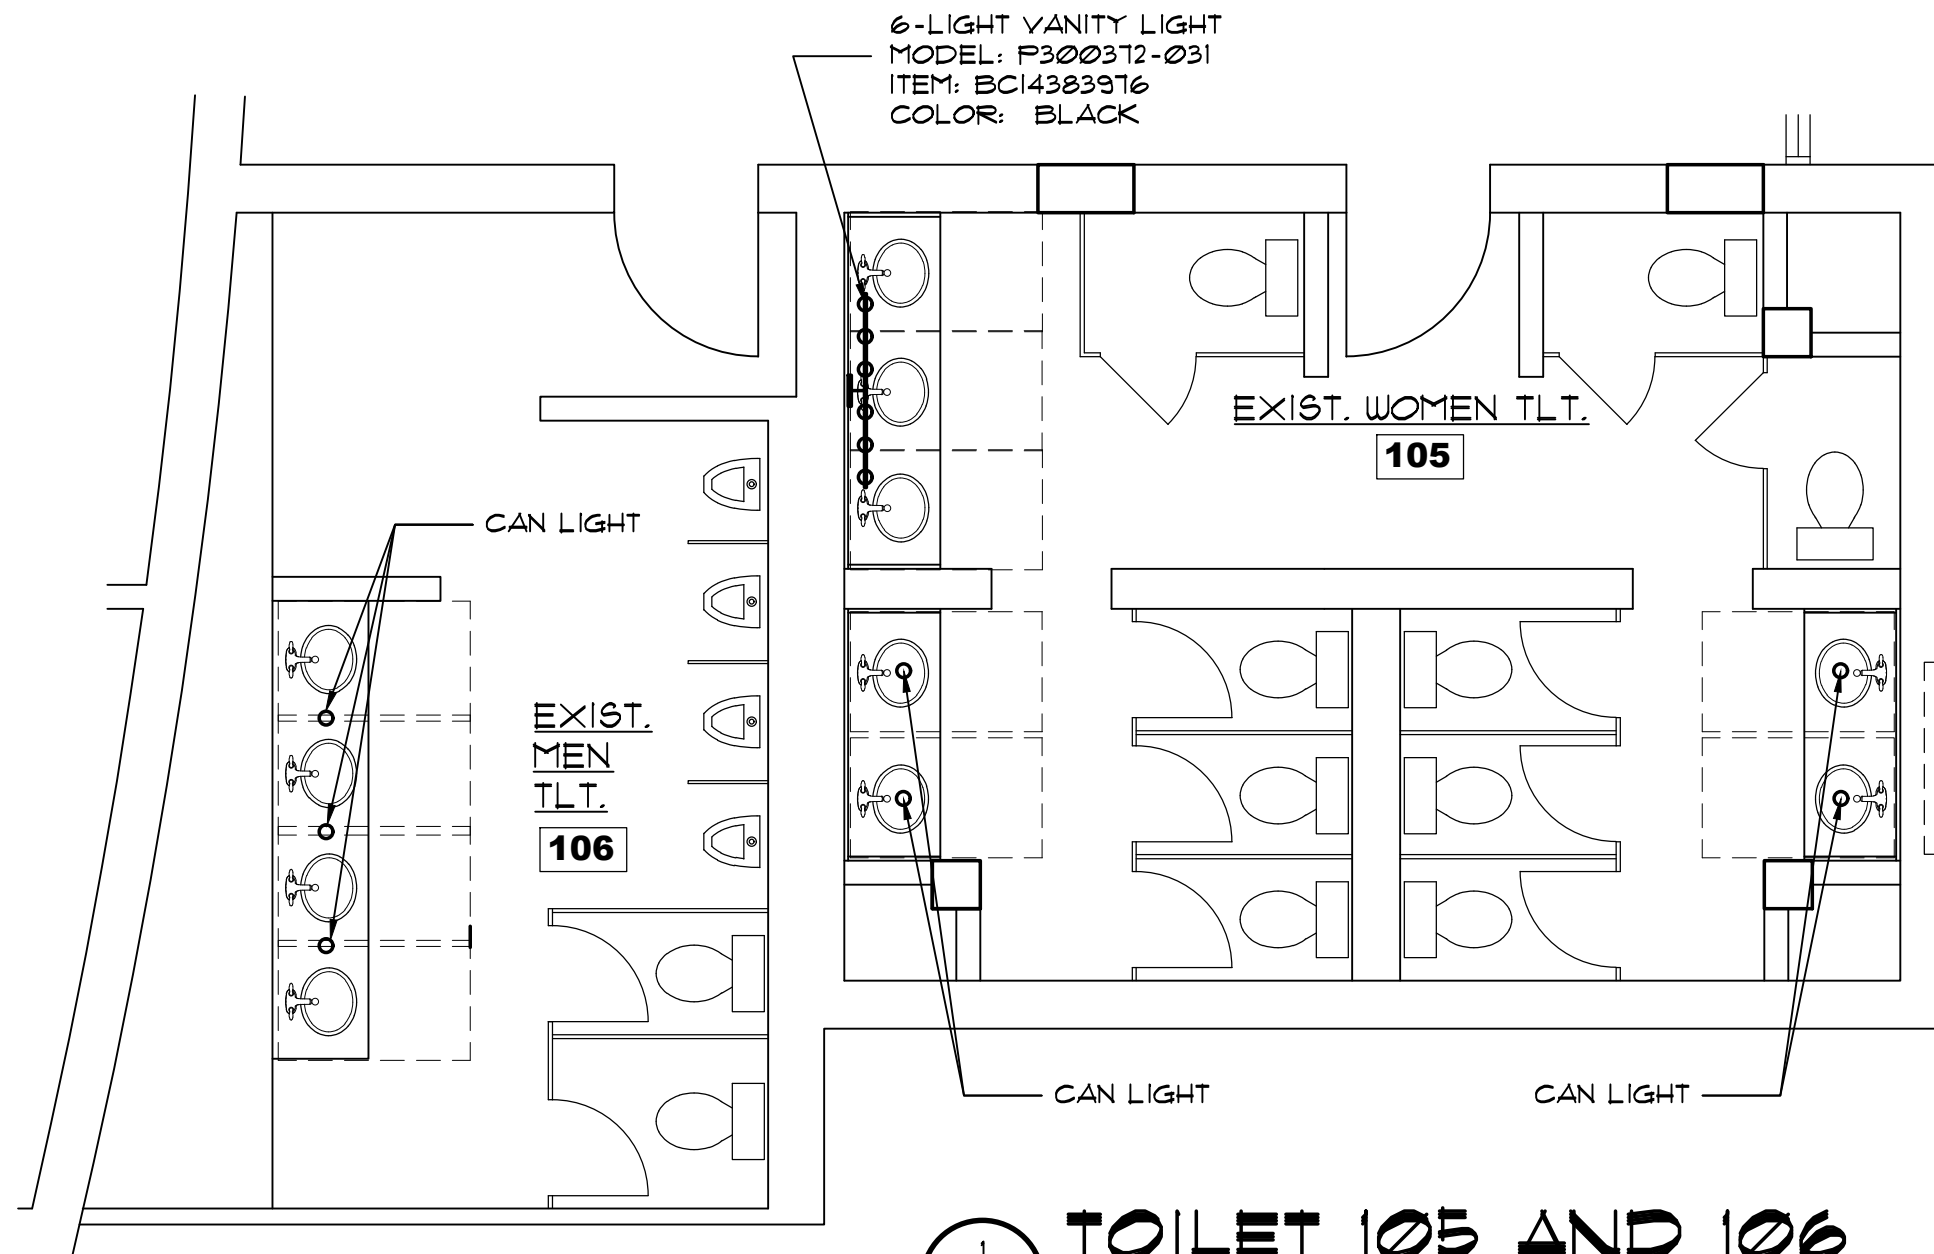 6-LIGHT VANITY LIGHT
MODEL: P300372-031
ITEM: BCI4383976
COLOR: BLACK
EXIST. WOMEN TLT.
105
CAN LIGHT
EXIST.
MEN
TLT.
106
CAN LIGHT
CAN LIGHT
1
TOILET 105 AND 106